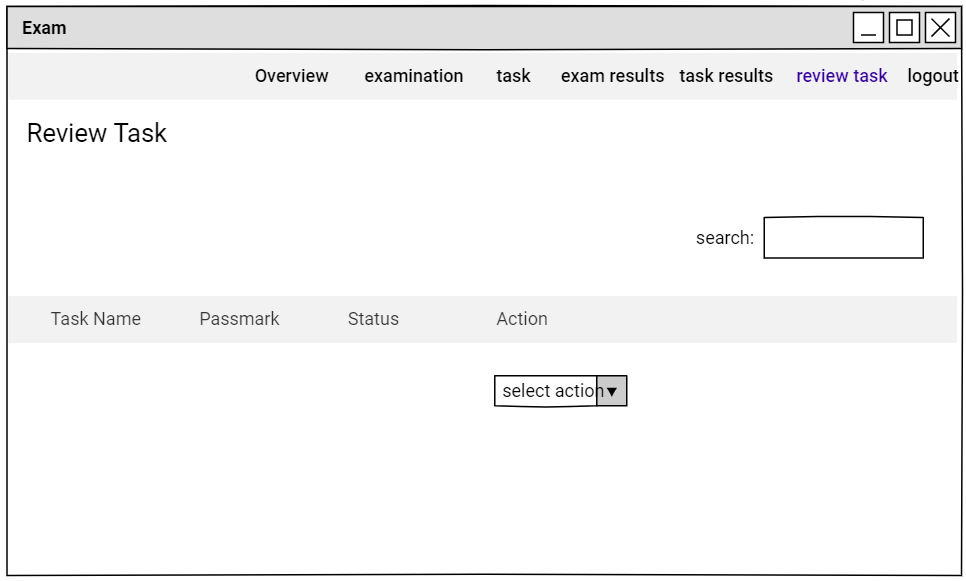 Exam
Overview examination task exam results task results review task logout
Review Task
search:
Task Name Passmark Status Action
select action